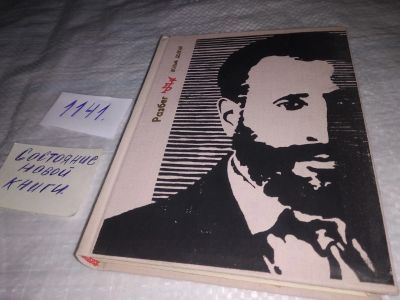 1141.
Состояние
новой
книги.
Разбег